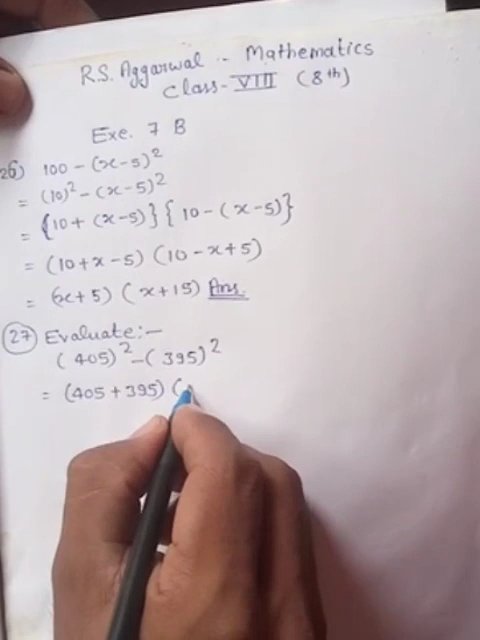 R.S. Aggarwal :- Mathematics
Class-VIII (8th)
Exe. 7 B
26) 100 - (x-5)²
= (10)² - (x-5)²
= {10+(x-5)}{10-(x-5)}
= (10+x-5) (10-x+5)
= (x+5) (x+15) Ans.
27) Evaluate:-
(405)² - (395)²
= (405+395) (